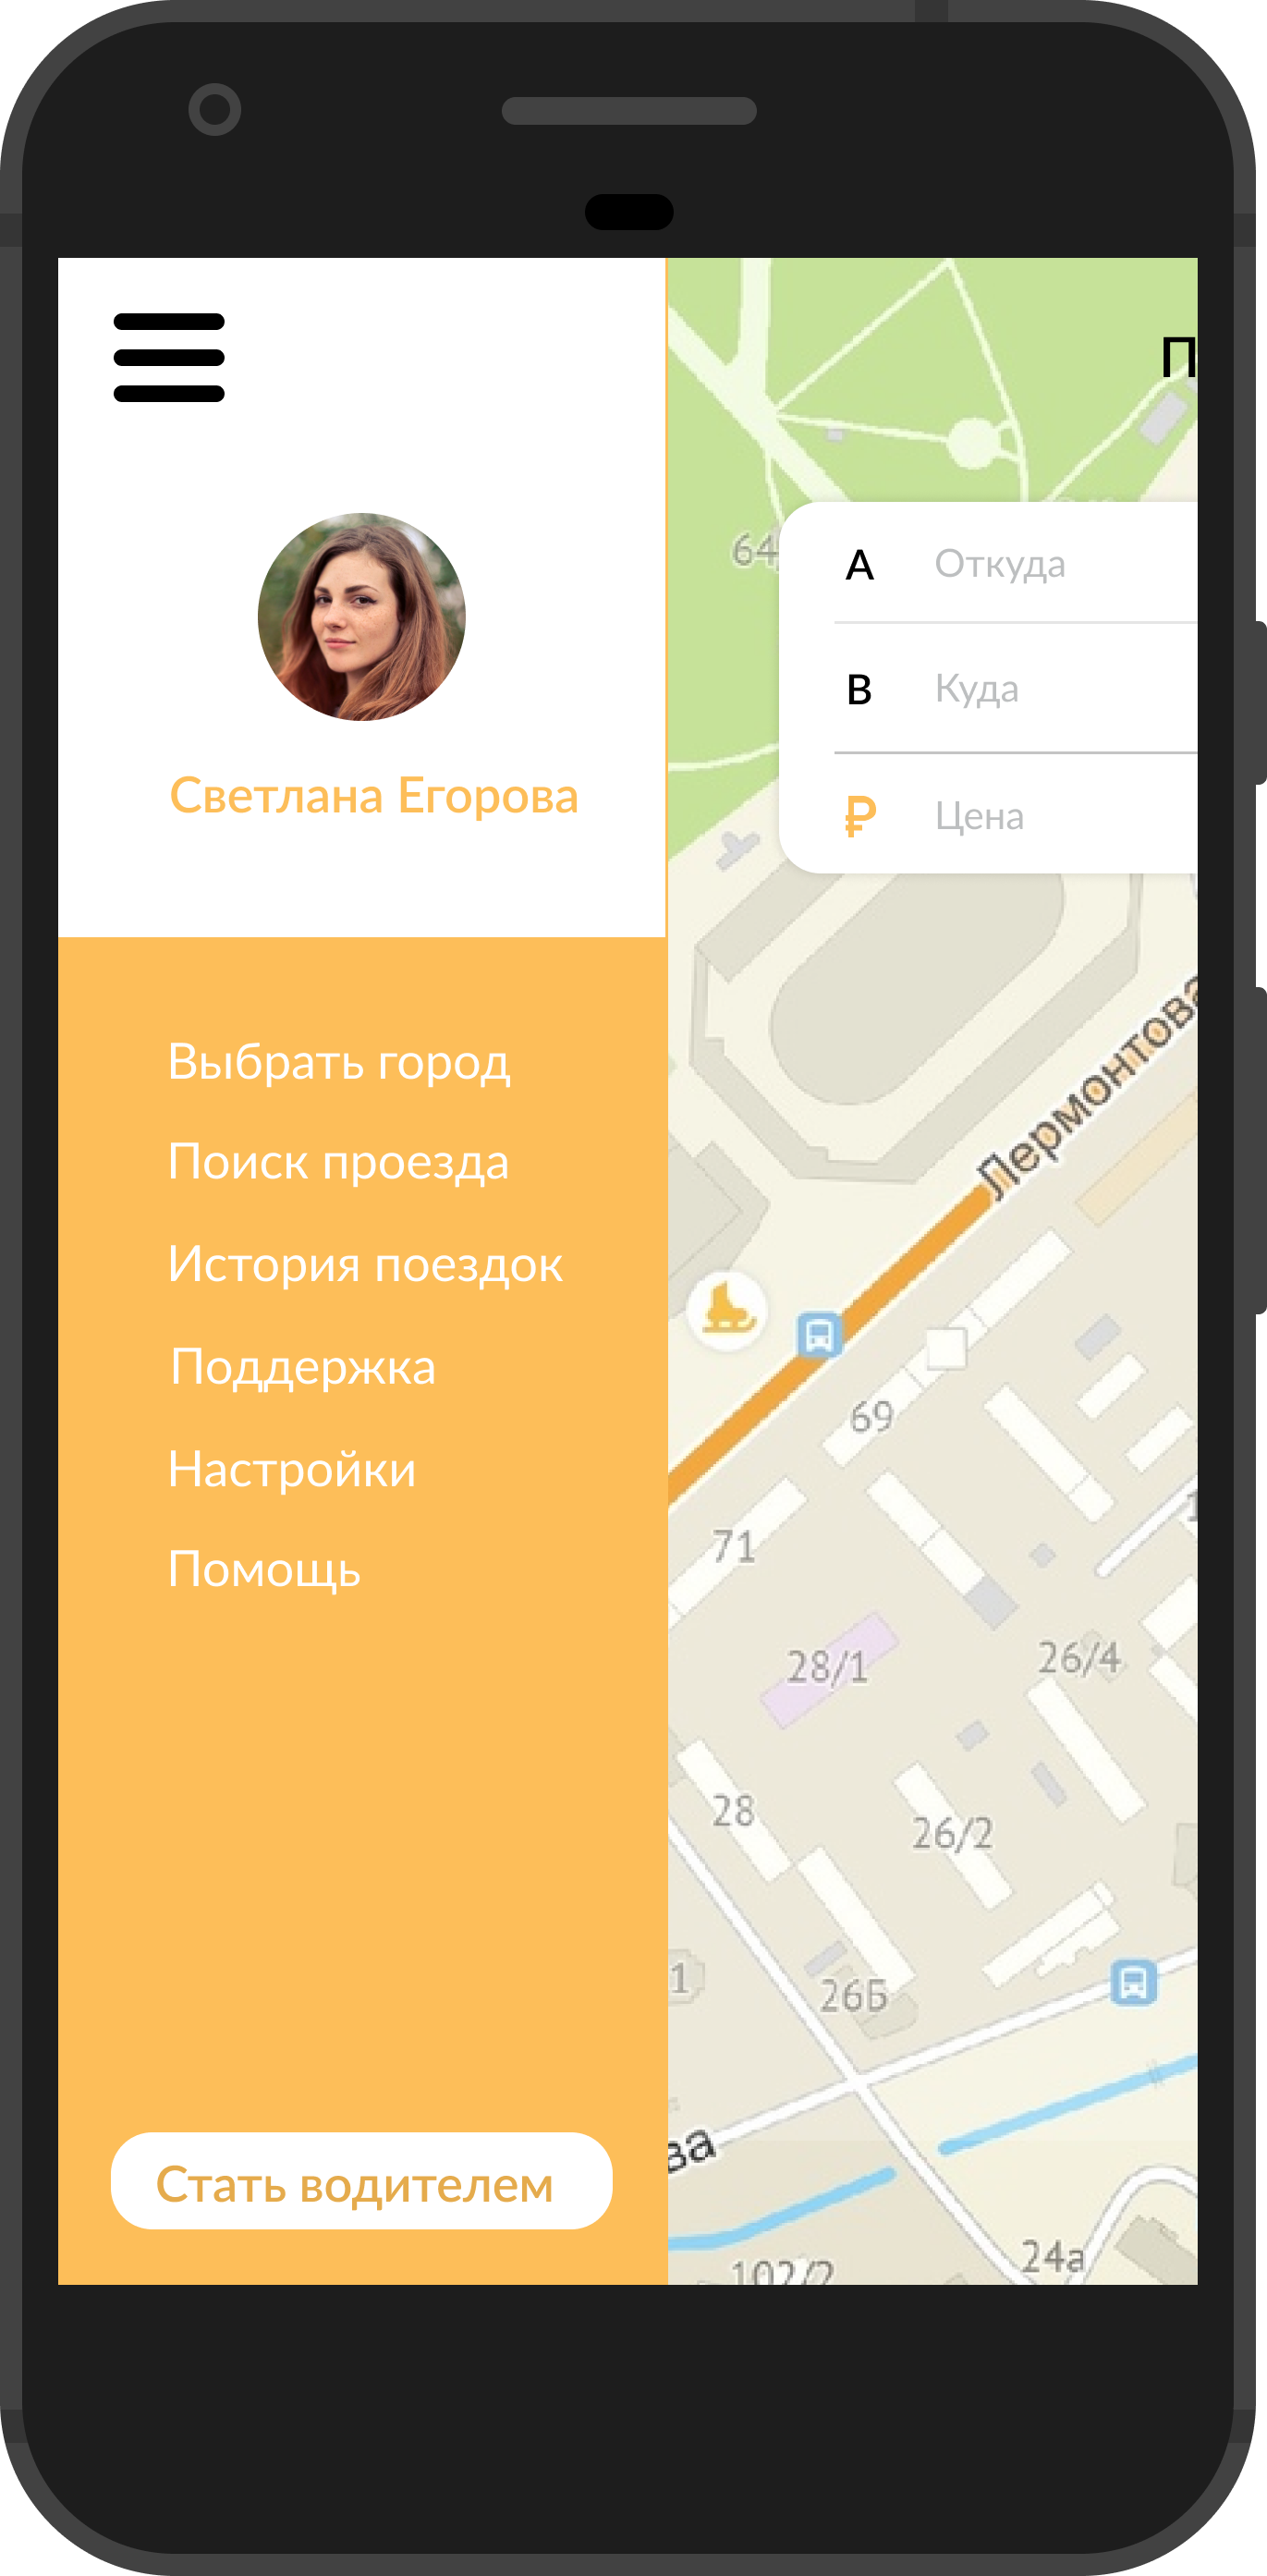 Светлана Егорова
Выбрать город
Поиск проезда
История поездок
Поддержка
Настройки
Помощь
Стать водителем
П
А Откуда
В Куда
₽ Цена
64
Лермонтова
69
71
28/1
26/4
28
26/2
1
26Б
ва
24а
102/2